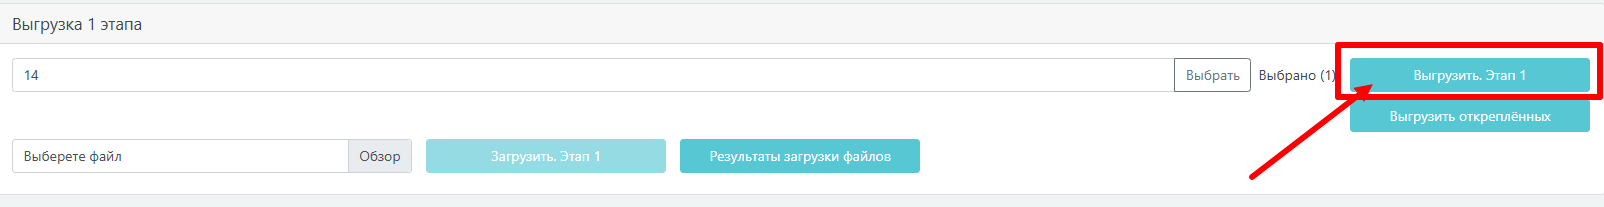 Выгрузка 1 этапа
14 Выбрать Выбрано (1) Выгрузить. Этап 1
Выгрузить откреплённых
Выберете файл Обзор Загрузить. Этап 1 Результаты загрузки файлов